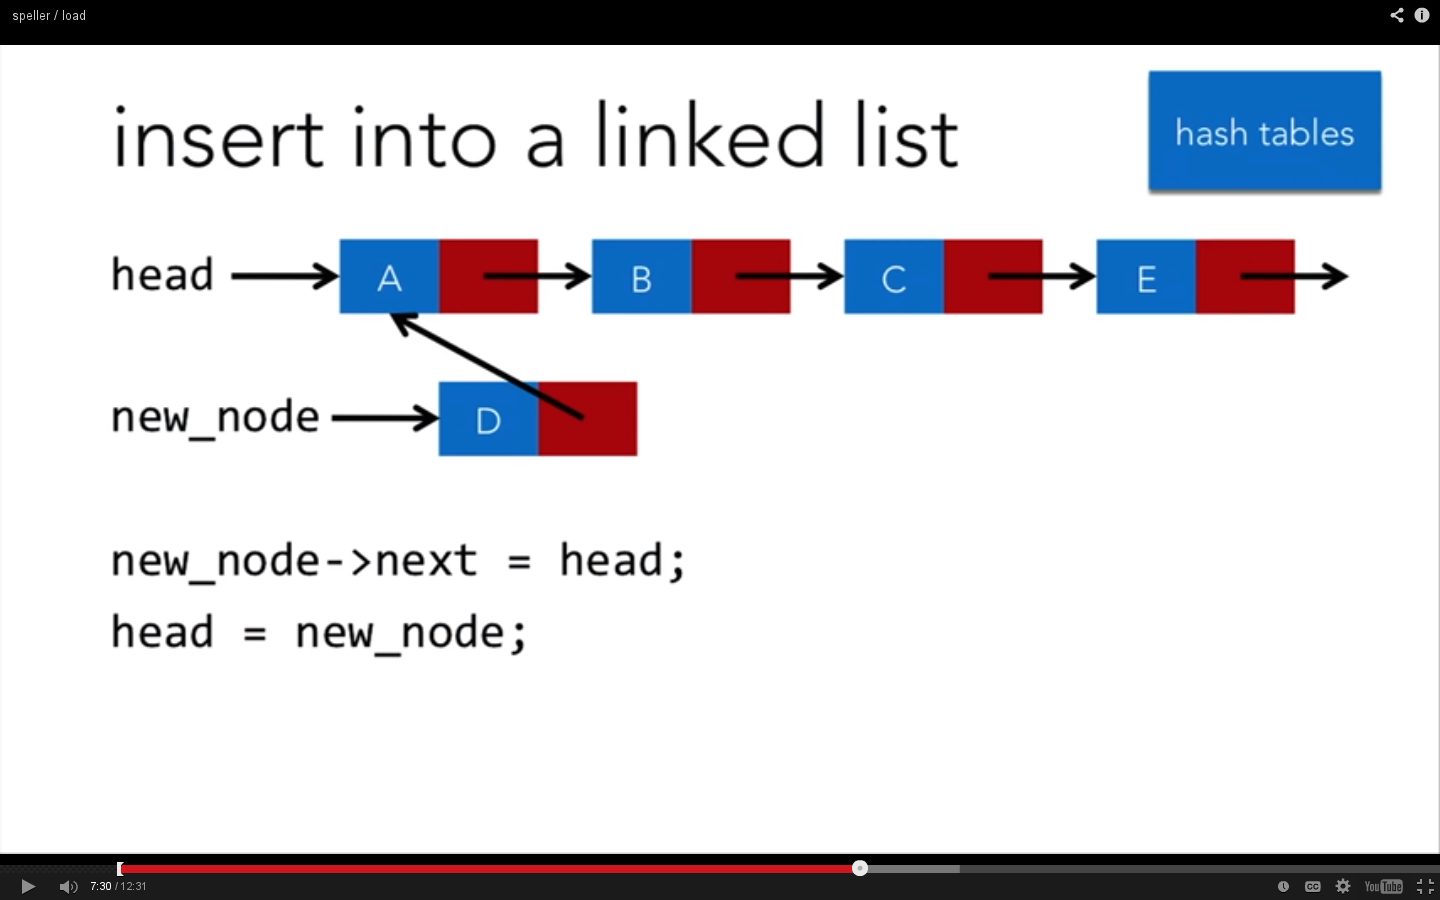 speller / load
insert into a linked list
hash tables
head
A
B
C
E
new_node
D
new_node->next = head;
head = new_node;
7:30 / 12:31
CC
YouTube